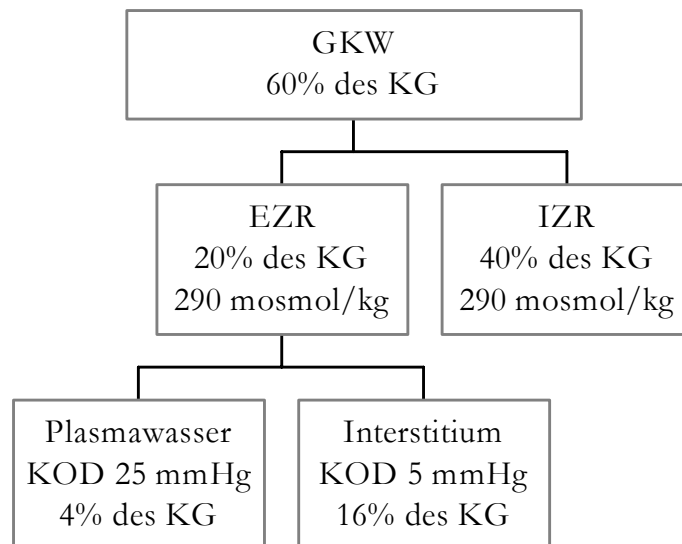 GKW
60% des KG
EZR
20% des KG
290 mosmol/kg
IZR
40% des KG
290 mosmol/kg
Plasmawasser
KOD 25 mmHg
4% des KG
Interstitium
KOD 5 mmHg
16% des KG